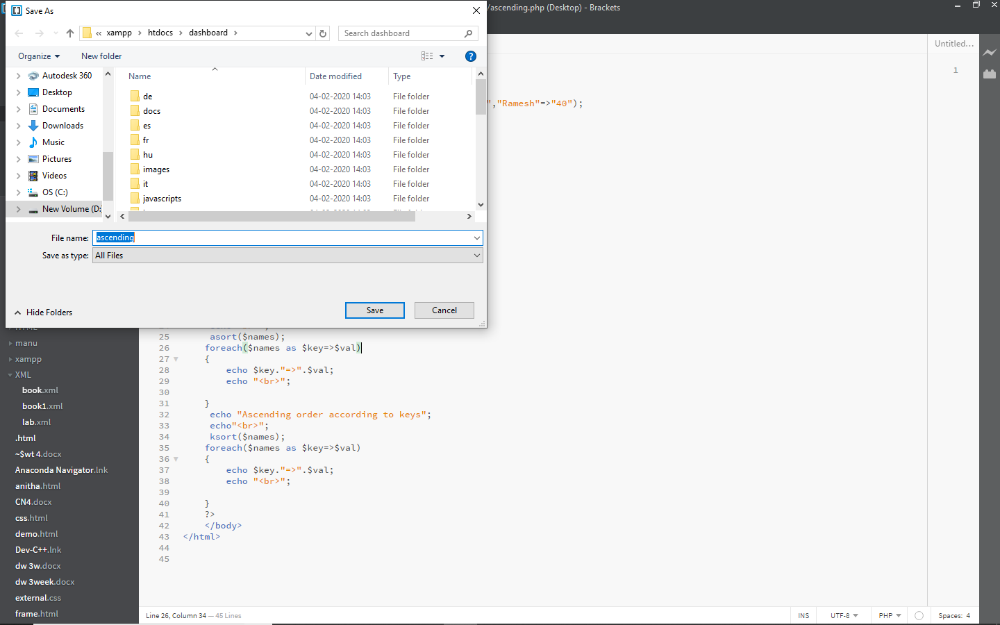 Save As
/ascending.php (Desktop) - Brackets
« xampp > htdocs > dashboard >
Search dashboard
Organize
New folder
?
Untitled...
Autodesk 360
Desktop
Documents
Downloads
Music
Pictures
Videos
OS (C:)
New Volume (D:
Name Date modified Type
de 04-02-2020 14:03 File folder
docs 04-02-2020 14:03 File folder
es 04-02-2020 14:03 File folder
fr 04-02-2020 14:03 File folder
hu 04-02-2020 14:03 File folder
images 04-02-2020 14:03 File folder
it 04-02-2020 14:03 File folder
javascripts 04-02-2020 14:03 File folder
1
","Ramesh"=>"40");
File name: ascending
Save as type: All Files
Hide Folders
Save
Cancel
HTML
manu
xampp
XML
book.xml
book1.xml
lab.xml
.html
~$wt 4.docx
Anaconda Navigator.lnk
anitha.html
CN4.docx
css.html
demo.html
Dev-C++.lnk
dw 3w.docx
dw 3week.docx
external.css
frame.html
25 asort($names);
26 foreach($names as $key=>$val)
27 {
28 echo $key."=>".$val;
29 echo "<br>";
30
31 }
32 echo "Ascending order according to keys";
33 echo"<br>";
34 ksort($names);
35 foreach($names as $key=>$val)
36 {
37 echo $key."=>".$val;
38 echo "<br>";
39
40 }
41 ?>
42 </body>
43 </html>
44
45
Line 26, Column 34 — 45 Lines
INS
UTF-8
PHP
Spaces: 4